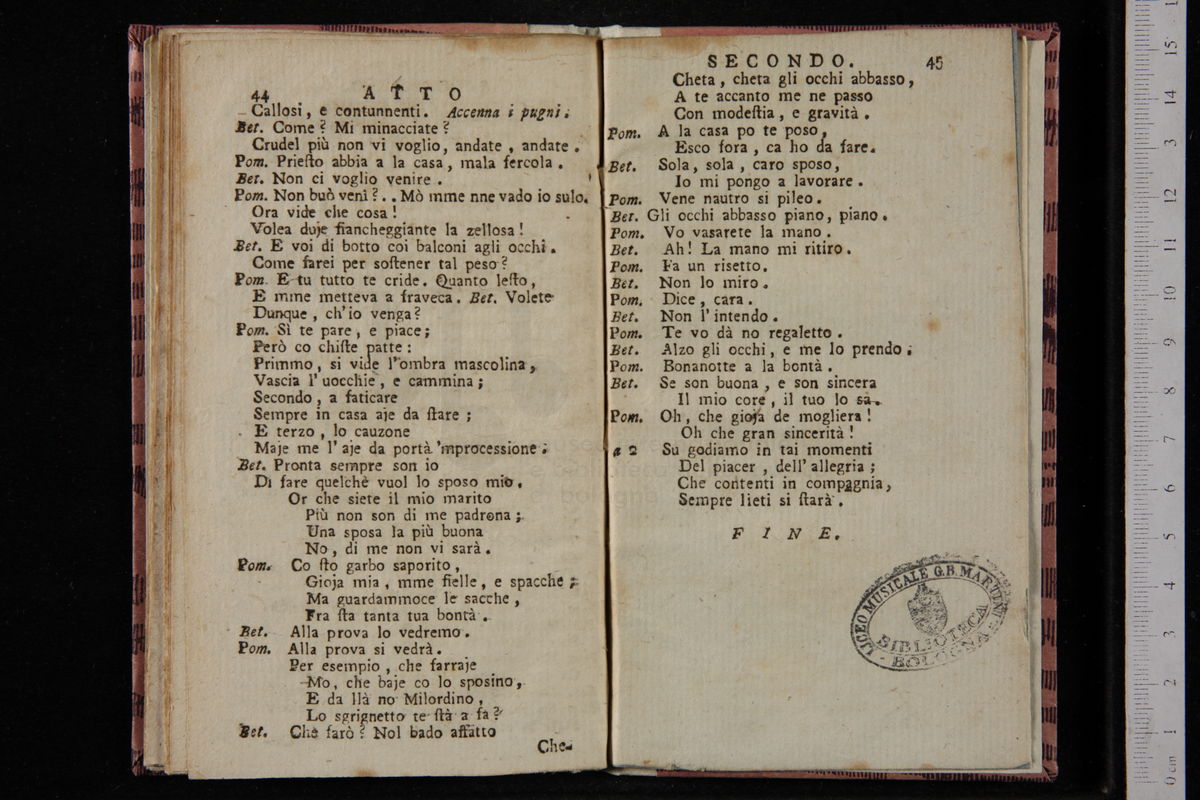 44 ATTO
Callosi, e contunnenti. Accenna i pugni.
Bet. Come? Mi minacciate?
Crudel più non vi voglio, andate, andate.
Pom. Priesto abbia a la casa, mala fercola.
Bet. Non ci voglio venire.
Pom. Non buò venì?.. Mò mme nne vado io sulo.
Ora vide che cosa!
Volea duje fiancheggiante la zellosa!
Bet. E voi di botto coi balconi agli occhi.
Come farei per sostener tal peso?
Pom. E tu tutto te cride. Quanto lesto,
E mme metteva a fraveca. Bet. Volete
Dunque, ch'io venga?
Pom. Sì te pare, e piace;
Però co chiste patte:
Primmo, si vide l'ombra mascolina,
Vascia l'uocchie, e cammina;
Secondo, a faticare
Sempre in casa aje da stare;
E terzo, lo cauzone
Maje me l'aje da portà 'mprocessione.
Bet. Pronta sempre son io
Di fare quelchè vuol lo sposo mio.
Or che siete il mio marito
Più non son di me padrona;
Una sposa la più buona
No, di me non vi sarà.
Pom. Co sto garbo saporito,
Gioja mia, mme fielle, e spacche;
Ma guardammoce le sacche,
Fra sta tanta tua bontà.
Bet. Alla prova lo vedremo.
Pom. Alla prova si vedrà.
Per esempio, che farraje
Mo, che baje co lo sposino,
E da llà no Milordino,
Lo sgrignetto te stà a fa?
Bet. Chè farò? Nol bado affatto
Che-
SECONDO. 45
Cheta, cheta gli occhi abbasso,
A te accanto me ne passo
Con modestia, e gravità.
Pom. A la casa po te poso,
Esco fora, ca ho da fare.
Bet. Sola, sola, caro sposo,
Io mi pongo a lavorare.
Pom. Vene nautro si pileo.
Bet. Gli occhi abbasso piano, piano.
Pom. Vo vasarete la mano.
Bet. Ah! La mano mi ritiro.
Pom. Fa un risetto.
Bet. Non lo miro.
Pom. Dice, cara.
Bet. Non l'intendo.
Pom. Te vo dà no regaletto.
Bet. Alzo gli occhi, e me lo prendo.
Pom. Bonanotte a la bontà.
Bet. Se son buona, e son sincera
Il mio core, il tuo lo sà.
Pom. Oh, che gioja de mogliera!
Oh che gran sincerità!
a 2 Su godiamo in tai momenti
Del piacer, dell'allegria;
Che contenti in compagnia,
Sempre lieti si starà.
FINE.
LICEO MUSICALE G.B. MARTINI
BIBLIOTECA
BOLOGNA